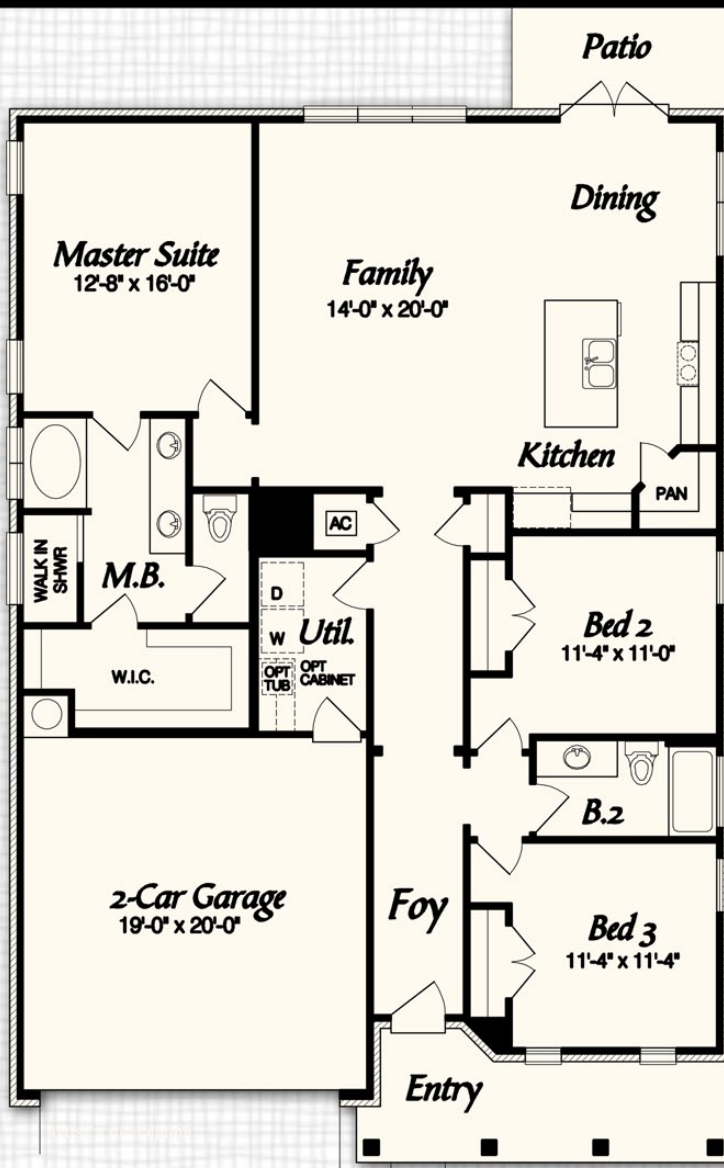 Patio
Dining
Master Suite
12'-8" x 16'-0"
Family
14'-0" x 20'-0"
Kitchen
PAN
AC
WALK IN
SHWR
M.B.
D
W
Util.
OPT
TUB
OPT
CABINET
W.I.C.
Bed 2
11'-4" x 11'-0"
B.2
2-Car Garage
19'-0" x 20'-0"
Foy
Bed 3
11'-4" x 11'-4"
Entry